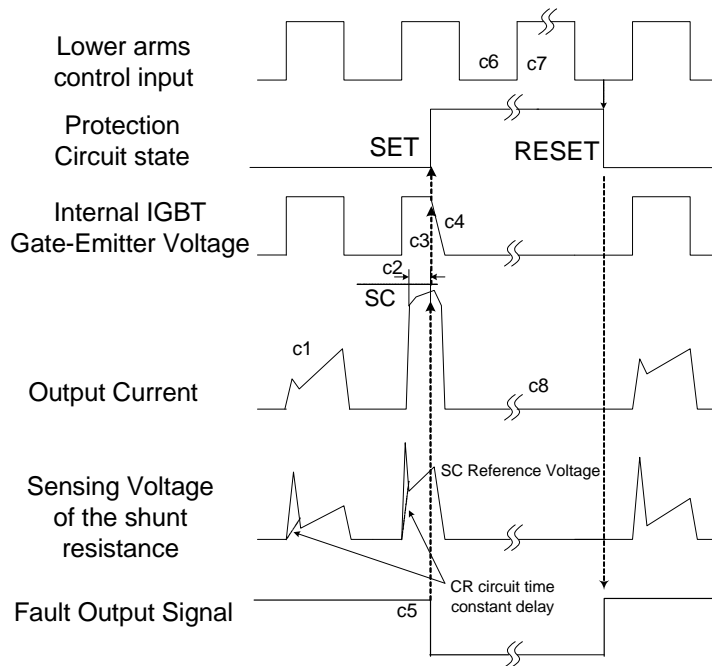 Lower arms
control input
c6
c7
Protection
Circuit state
SET
RESET
Internal IGBT
Gate-Emitter Voltage
c3
c4
c2
SC
c1
Output Current
c8
SC Reference Voltage
Sensing Voltage
of the shunt
resistance
CR circuit time
constant delay
Fault Output Signal
c5